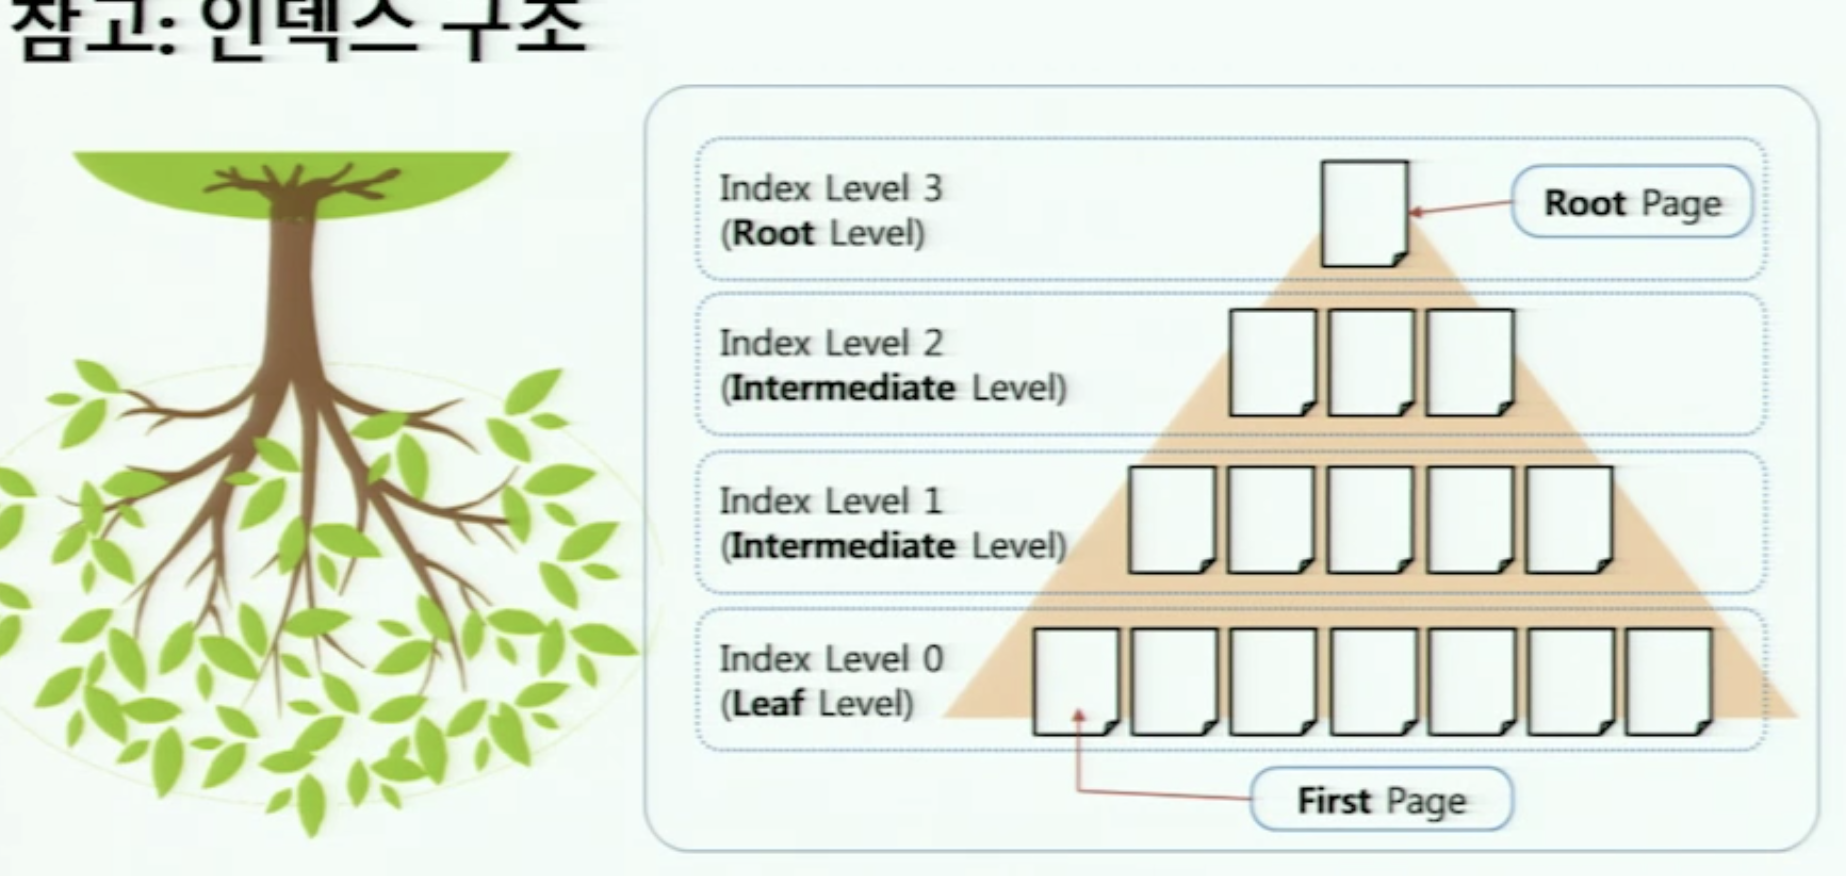 참고: 인덱스 구조
Index Level 3
(Root Level)
Root Page
Index Level 2
(Intermediate Level)
Index Level 1
(Intermediate Level)
Index Level 0
(Leaf Level)
First Page